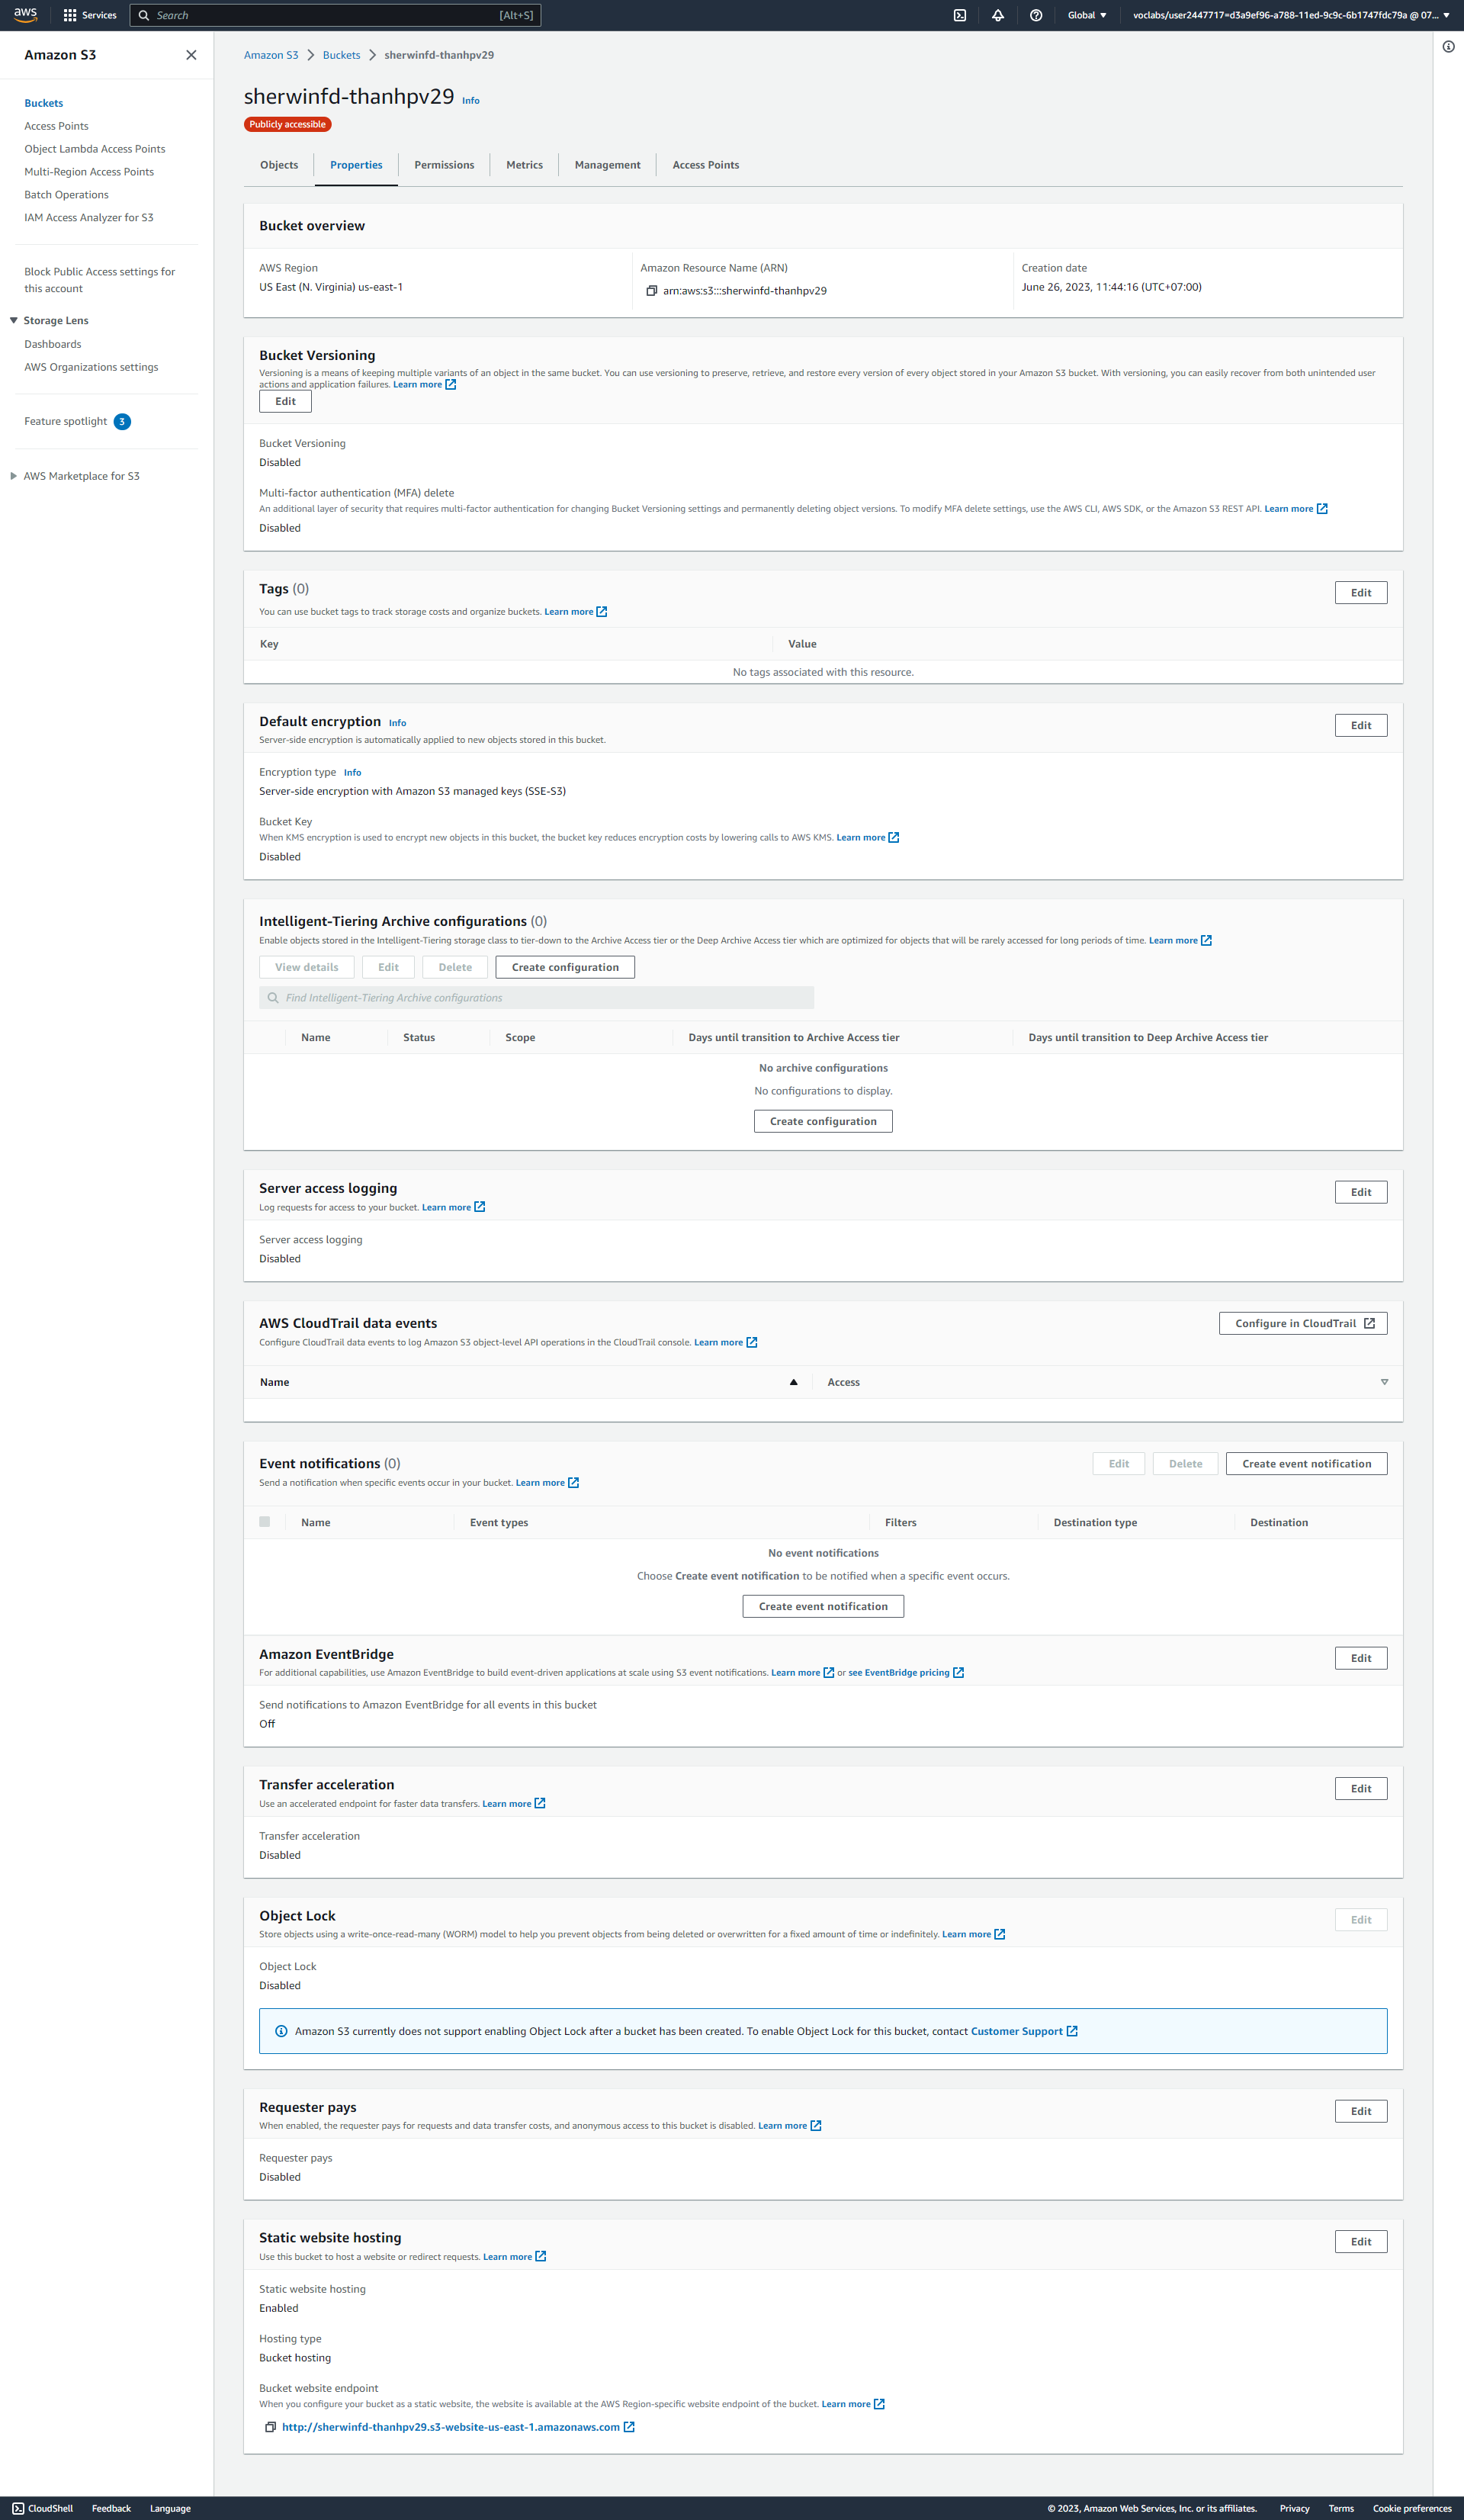 aws
Services
Search
[Alt+S]
Global
voclabs/user2447717=d3a9ef96-a788-11ed-9c9c-6b1747fdc79a @ 07...
Amazon S3
Buckets
Access Points
Object Lambda Access Points
Multi-Region Access Points
Batch Operations
IAM Access Analyzer for S3
Block Public Access settings for
this account
Storage Lens
Dashboards
AWS Organizations settings
Feature spotlight 3
AWS Marketplace for S3
Amazon S3 > Buckets > sherwinfd-thanhpv29
sherwinfd-thanhpv29 Info
Publicly accessible
Objects Properties Permissions Metrics Management Access Points
Bucket overview
AWS Region
US East (N. Virginia) us-east-1
Amazon Resource Name (ARN)
arn:aws:s3:::sherwinfd-thanhpv29
Creation date
June 26, 2023, 11:44:16 (UTC+07:00)
Bucket Versioning
Versioning is a means of keeping multiple variants of an object in the same bucket. You can use versioning to preserve, retrieve, and restore every version of every object stored in your Amazon S3 bucket. With versioning, you can easily recover from both unintended user
actions and application failures. Learn more
Edit
Bucket Versioning
Disabled
Multi-factor authentication (MFA) delete
An additional layer of security that requires multi-factor authentication for changing Bucket Versioning settings and permanently deleting object versions. To modify MFA delete settings, use the AWS CLI, AWS SDK, or the Amazon S3 REST API. Learn more
Disabled
Tags (0)
Edit
You can use bucket tags to track storage costs and organize buckets. Learn more
Key Value
No tags associated with this resource.
Default encryption Info
Edit
Server-side encryption is automatically applied to new objects stored in this bucket.
Encryption type Info
Server-side encryption with Amazon S3 managed keys (SSE-S3)
Bucket Key
When KMS encryption is used to encrypt new objects in this bucket, the bucket key reduces encryption costs by lowering calls to AWS KMS. Learn more
Disabled
Intelligent-Tiering Archive configurations (0)
Enable objects stored in the Intelligent-Tiering storage class to tier-down to the Archive Access tier or the Deep Archive Access tier which are optimized for objects that will be rarely accessed for long periods of time. Learn more
View details Edit Delete Create configuration
Find Intelligent-Tiering Archive configurations
Name Status Scope Days until transition to Archive Access tier Days until transition to Deep Archive Access tier
No archive configurations
No configurations to display.
Create configuration
Server access logging
Edit
Log requests for access to your bucket. Learn more
Server access logging
Disabled
AWS CloudTrail data events
Configure in CloudTrail
Configure CloudTrail data events to log Amazon S3 object-level API operations in the CloudTrail console. Learn more
Name Access
Event notifications (0)
Edit Delete Create event notification
Send a notification when specific events occur in your bucket. Learn more
Name Event types Filters Destination type Destination
No event notifications
Choose Create event notification to be notified when a specific event occurs.
Create event notification
Amazon EventBridge
Edit
For additional capabilities, use Amazon EventBridge to build event-driven applications at scale using S3 event notifications. Learn more or see EventBridge pricing
Send notifications to Amazon EventBridge for all events in this bucket
Off
Transfer acceleration
Edit
Use an accelerated endpoint for faster data transfers. Learn more
Transfer acceleration
Disabled
Object Lock
Edit
Store objects using a write-once-read-many (WORM) model to help you prevent objects from being deleted or overwritten for a fixed amount of time or indefinitely. Learn more
Object Lock
Disabled
Amazon S3 currently does not support enabling Object Lock after a bucket has been created. To enable Object Lock for this bucket, contact Customer Support
Requester pays
Edit
When enabled, the requester pays for requests and data transfer costs, and anonymous access to this bucket is disabled. Learn more
Requester pays
Disabled
Static website hosting
Edit
Use this bucket to host a website or redirect requests. Learn more
Static website hosting
Enabled
Hosting type
Bucket hosting
Bucket website endpoint
When you configure your bucket as a static website, the website is available at the AWS Region-specific website endpoint of the bucket. Learn more
http://sherwinfd-thanhpv29.s3-website-us-east-1.amazonaws.com
CloudShell Feedback Language
© 2023, Amazon Web Services, Inc. or its affiliates. Privacy Terms Cookie preferences